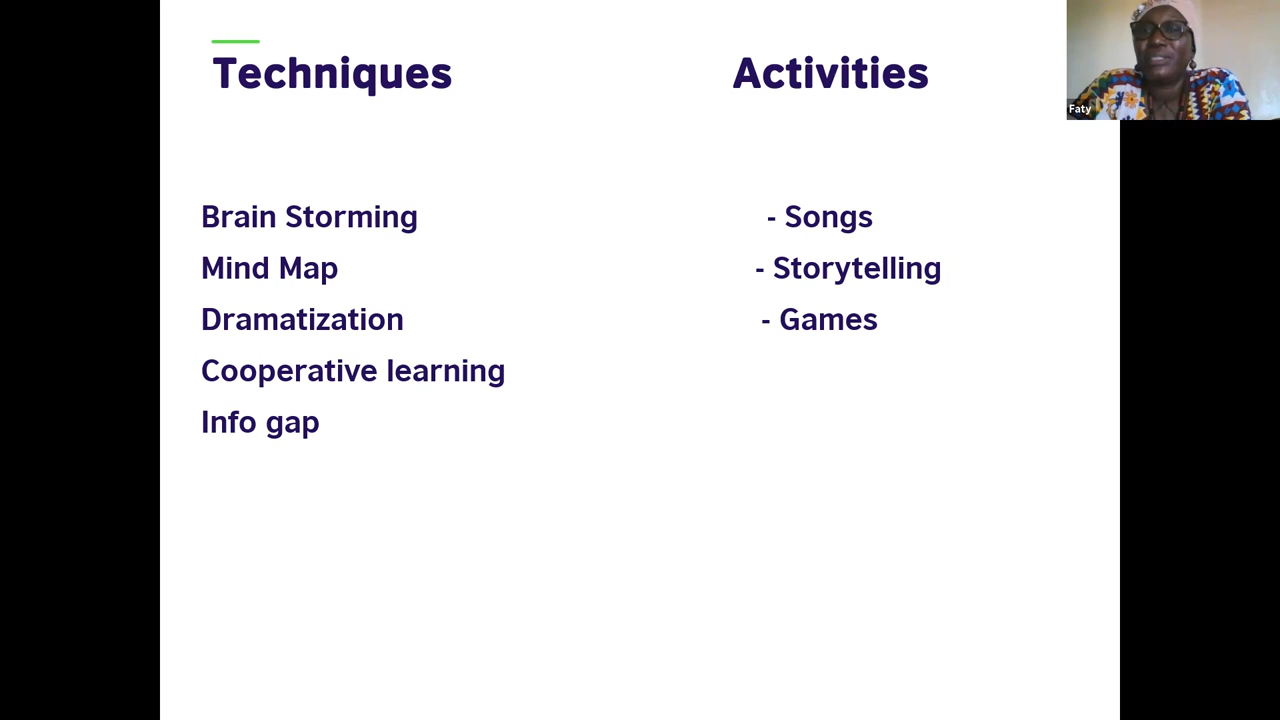 Techniques
Activities
Brain Storming
Mind Map
Dramatization
Cooperative learning
Info gap
- Songs
- Storytelling
- Games
Faty